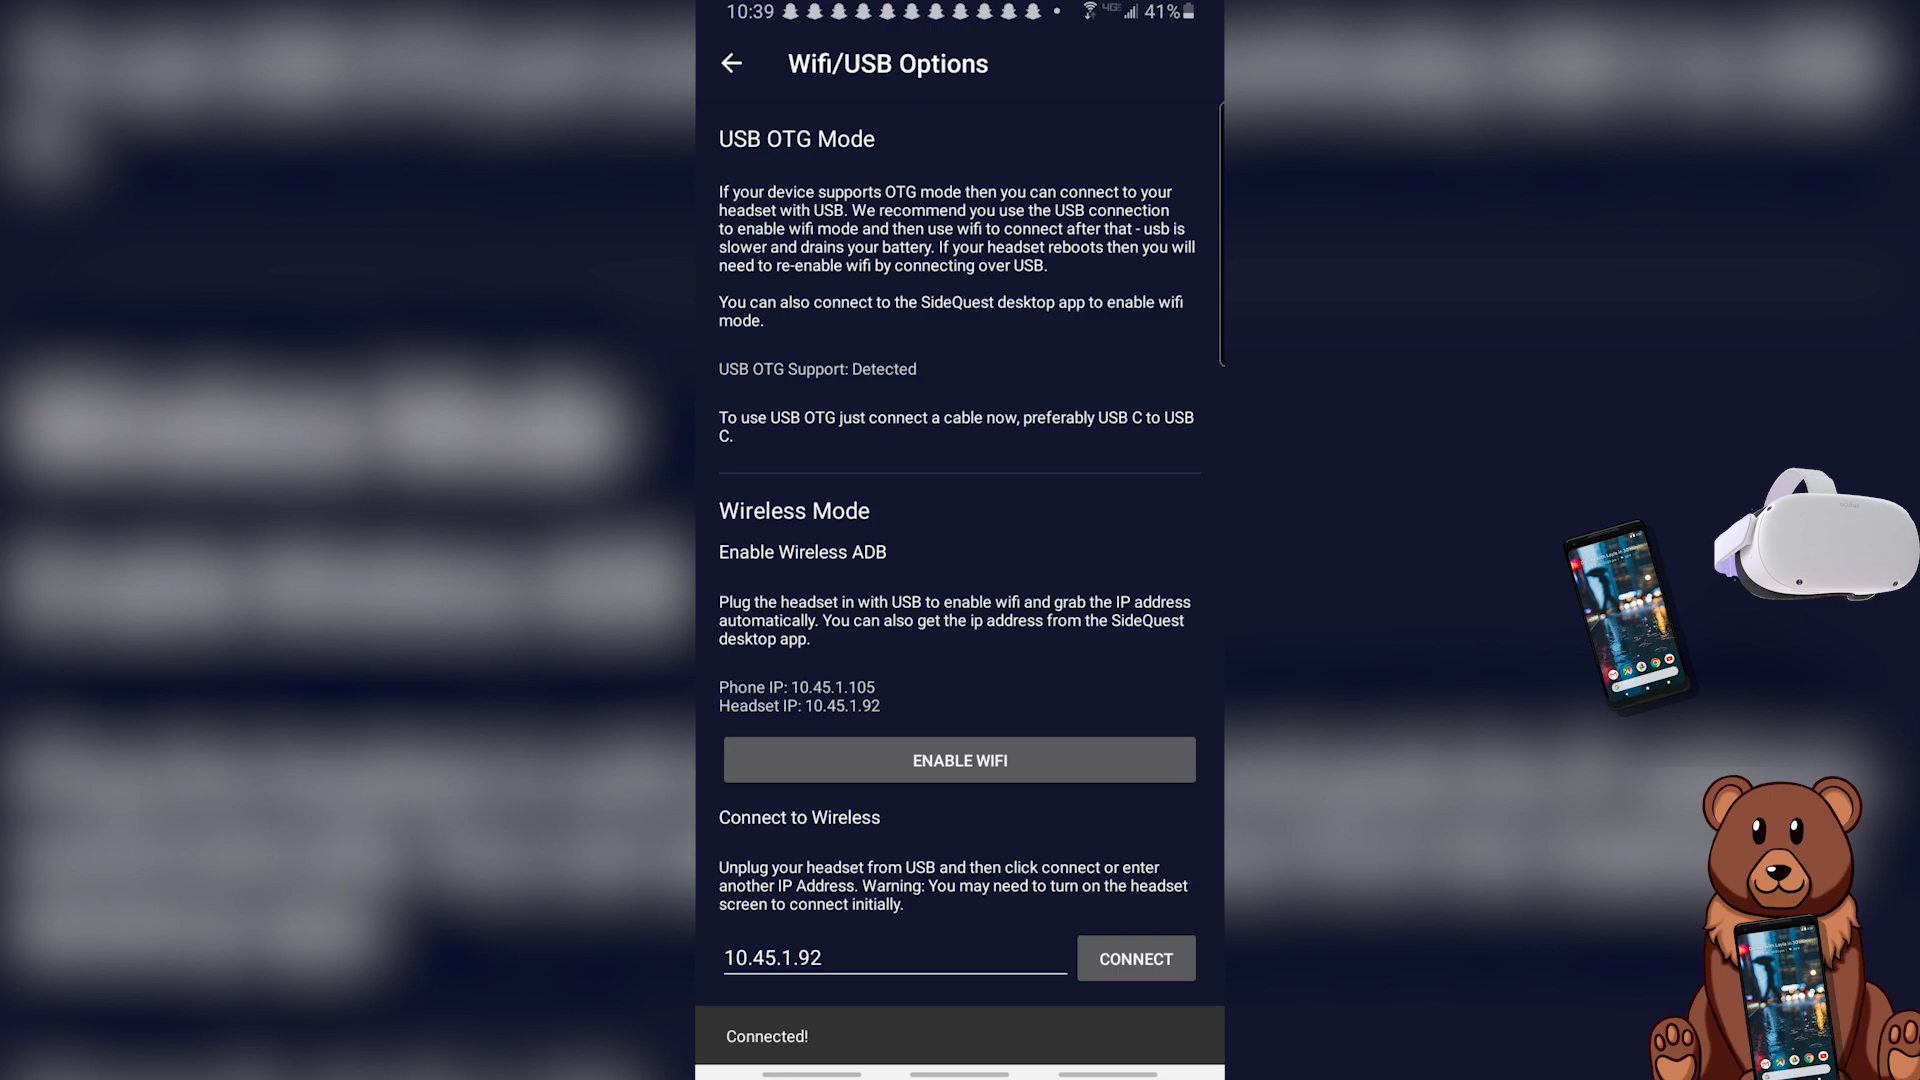 10:39 4GE 41%
Wifi/USB Options
USB OTG Mode
If your device supports OTG mode then you can connect to your
headset with USB. We recommend you use the USB connection
to enable wifi mode and then use wifi to connect after that - usb is
slower and drains your battery. If your headset reboots then you will
need to re-enable wifi by connecting over USB.
You can also connect to the SideQuest desktop app to enable wifi
mode.
USB OTG Support: Detected
To use USB OTG just connect a cable now, preferably USB C to USB
C.
Wireless Mode
Enable Wireless ADB
Plug the headset in with USB to enable wifi and grab the IP address
automatically. You can also get the ip address from the SideQuest
desktop app.
Phone IP: 10.45.1.105
Headset IP: 10.45.1.92
ENABLE WIFI
Connect to Wireless
Unplug your headset from USB and then click connect or enter
another IP Address. Warning: You may need to turn on the headset
screen to connect initially.
10.45.1.92
CONNECT
Connected!